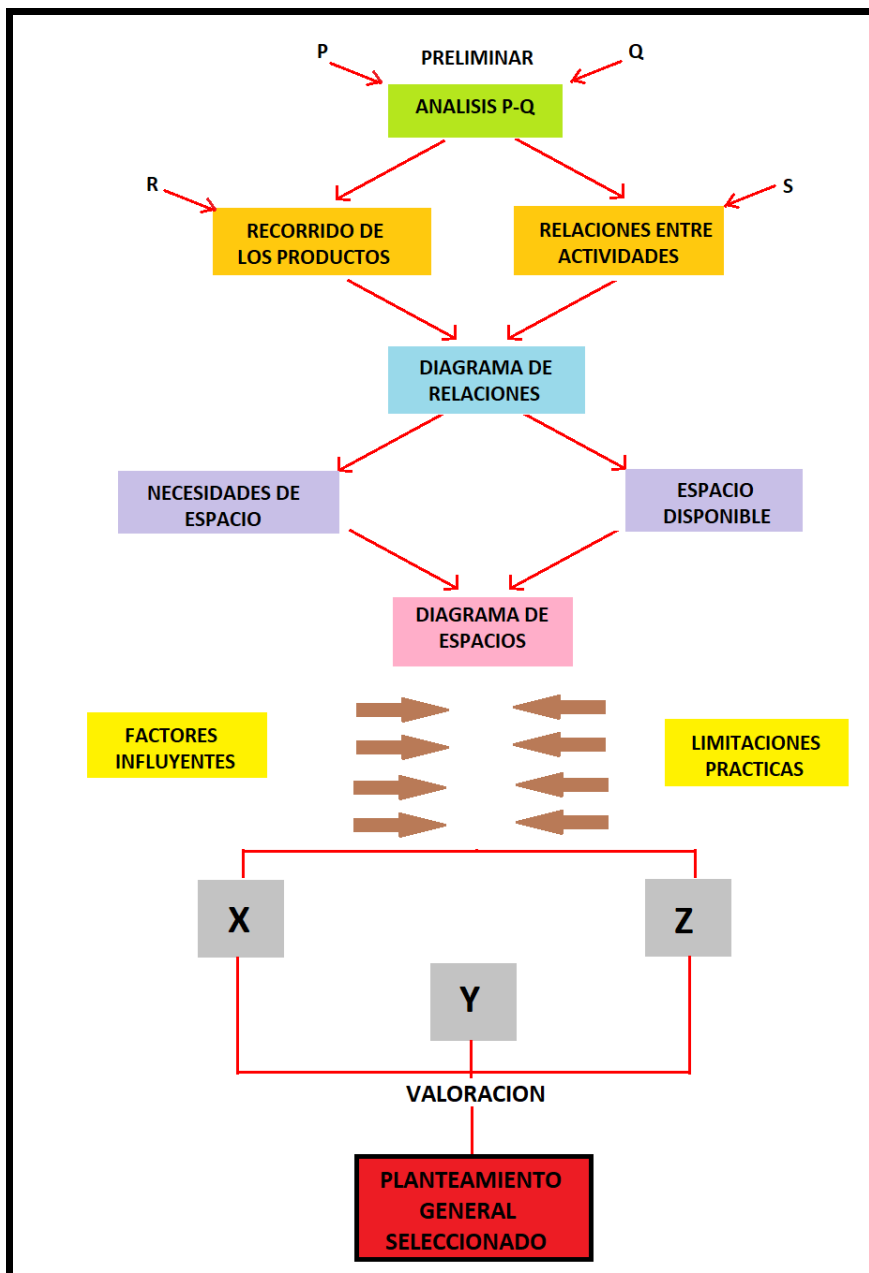 P
PRELIMINAR
Q
ANALISIS P-Q
R
S
RECORRIDO DE
LOS PRODUCTOS
RELACIONES ENTRE
ACTIVIDADES
DIAGRAMA DE
RELACIONES
NECESIDADES DE
ESPACIO
ESPACIO
DISPONIBLE
DIAGRAMA DE
ESPACIOS
FACTORES
INFLUYENTES
LIMITACIONES
PRACTICAS
X
Z
Y
VALORACION
PLANTEAMIENTO
GENERAL
SELECCIONADO